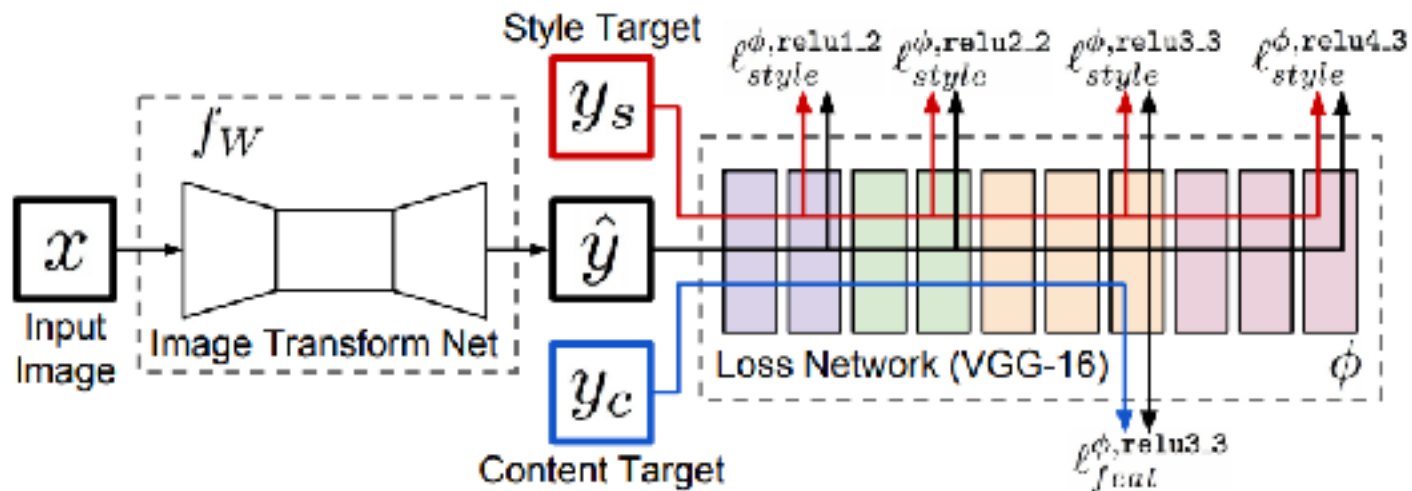 Style Target
ℓ^{ϕ,relu1_2}_{style}
ℓ^{ϕ,relu2_2}_{style}
ℓ^{ϕ,relu3_3}_{style}
ℓ^{ϕ,relu4_3}_{style}
y_s
f_W
x
ŷ
Input
Image
Image Transform Net
Loss Network (VGG-16)
ϕ
y_c
Content Target
ℓ^{ϕ,relu3_3}_{feat}